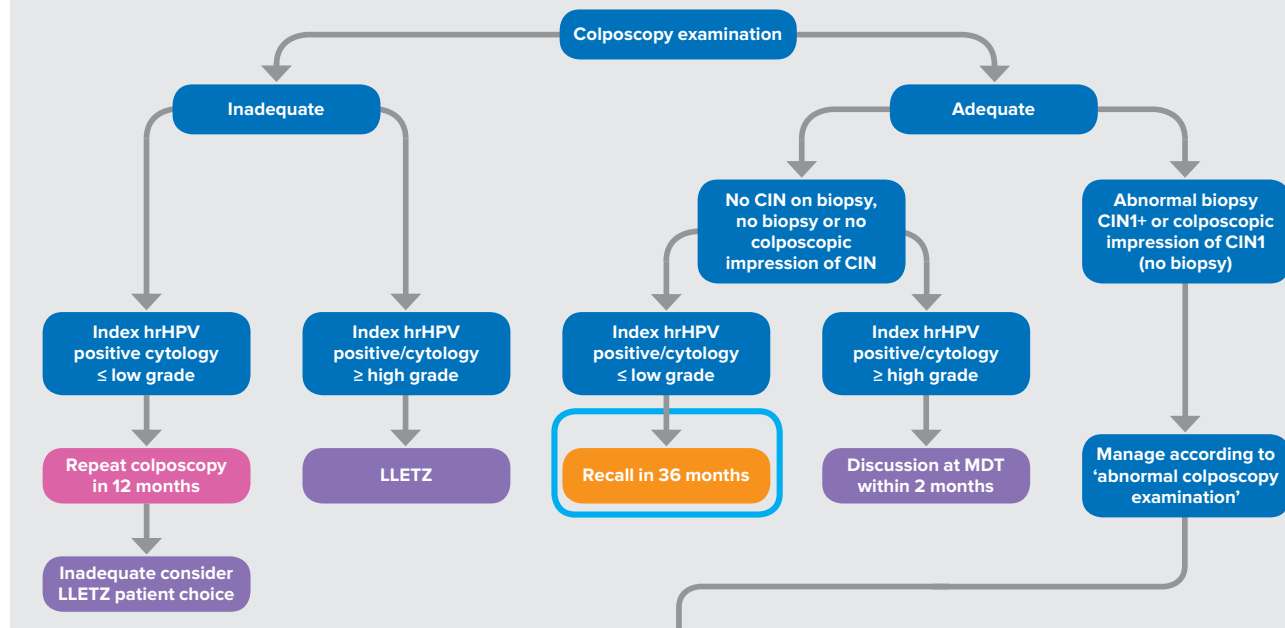 Colposcopy examination
Inadequate
Adequate
No CIN on biopsy,
no biopsy or no
colposcopic
impression of CIN
Abnormal biopsy
CIN1+ or colposcopic
impression of CIN1
(no biopsy)
Index hrHPV
positive cytology
≤ low grade
Index hrHPV
positive/cytology
≥ high grade
Index hrHPV
positive/cytology
≤ low grade
Index hrHPV
positive/cytology
≥ high grade
Repeat colposcopy
in 12 months
LLETZ
Recall in 36 months
Discussion at MDT
within 2 months
Manage according to
‘abnormal colposcopy
examination’
Inadequate consider
LLETZ patient choice